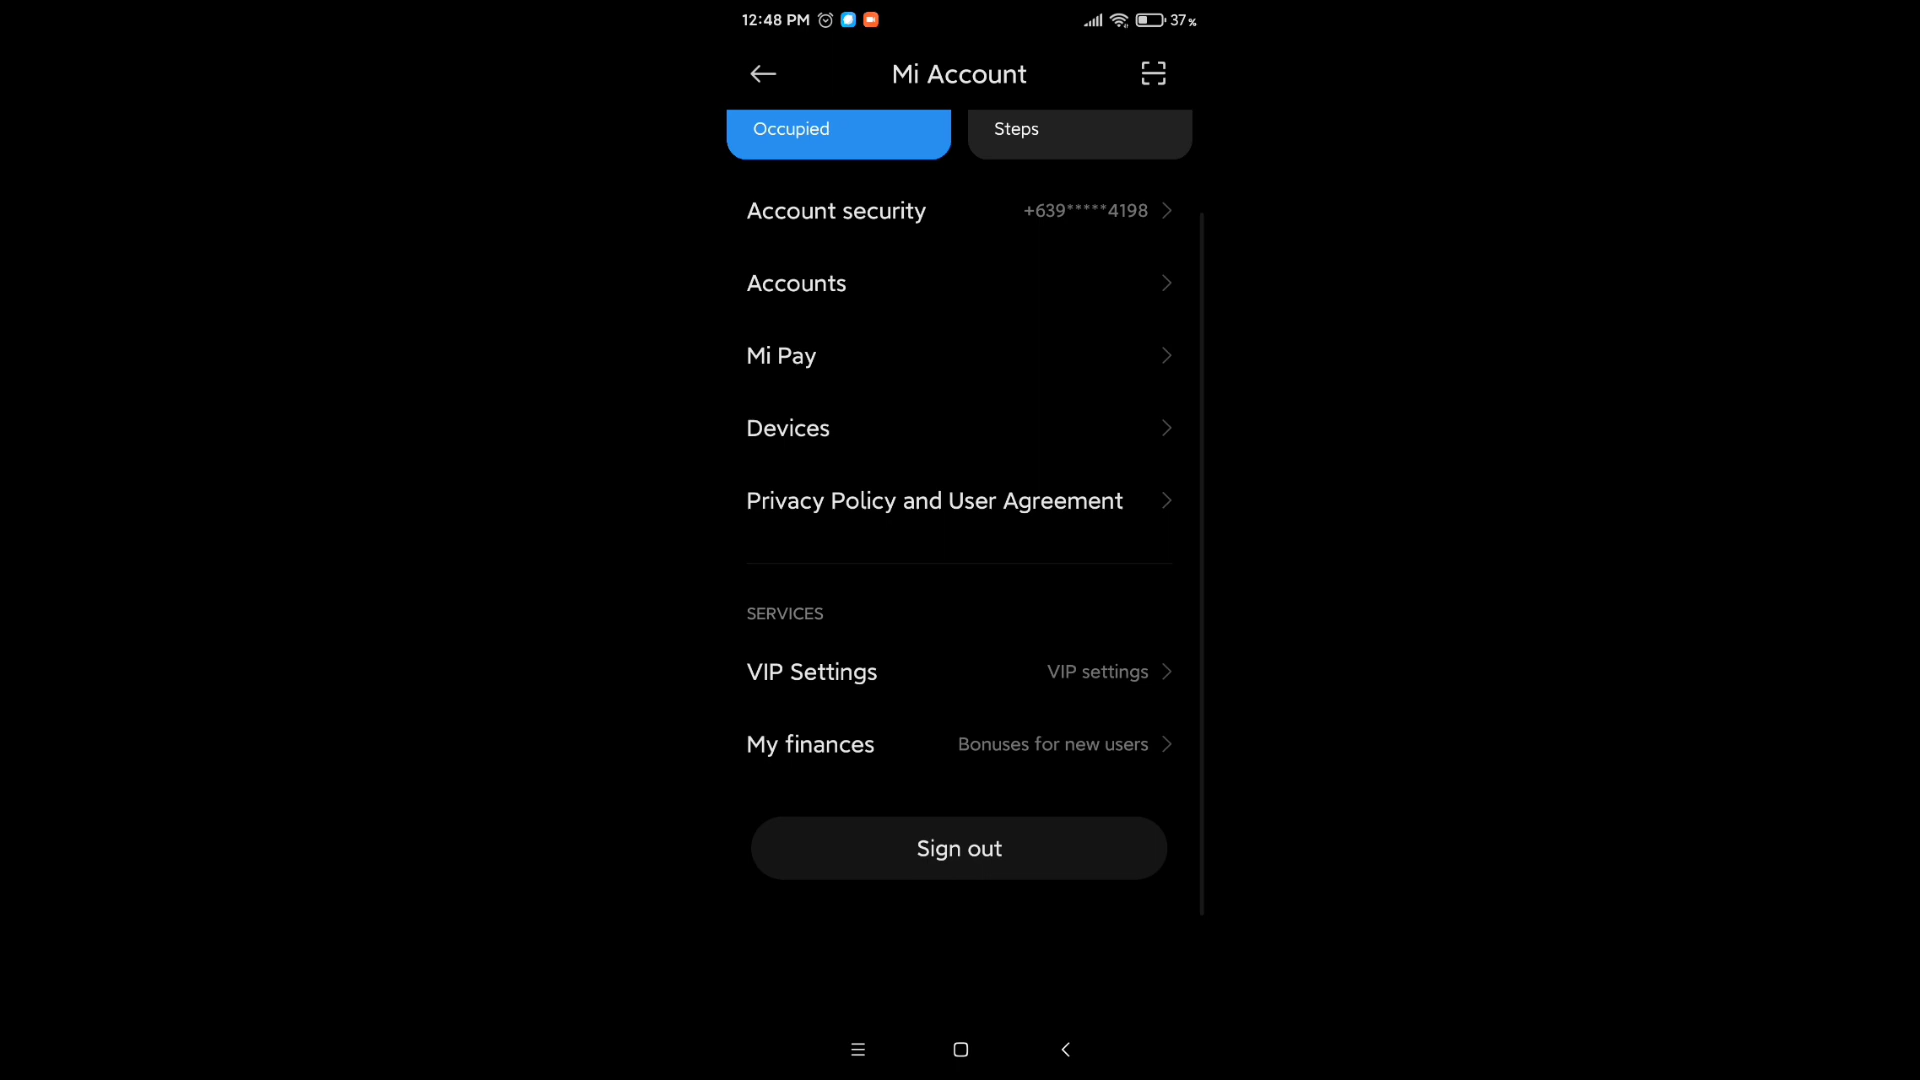 12:48 PM 37%
Mi Account
Occupied Steps
Account security +639*****4198
Accounts
Mi Pay
Devices
Privacy Policy and User Agreement
SERVICES
VIP Settings VIP settings
My finances Bonuses for new users
Sign out